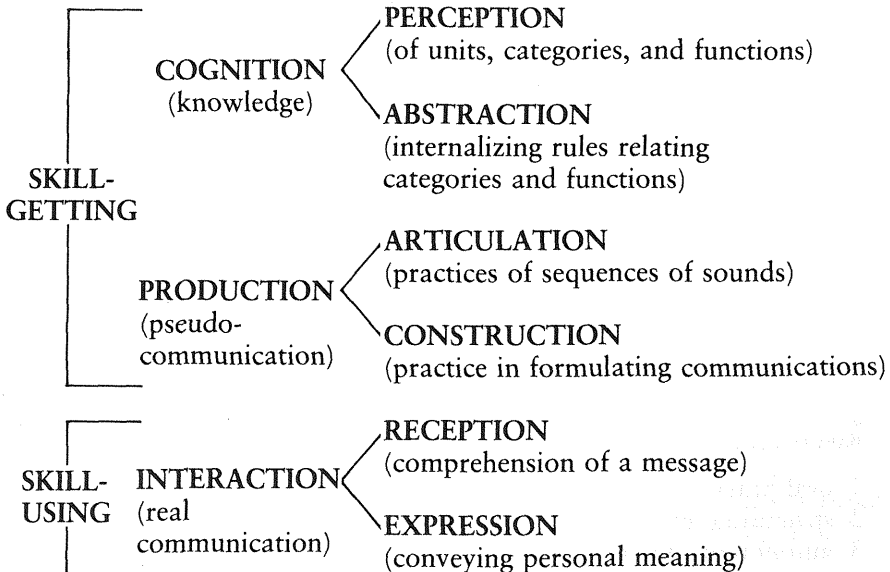 PERCEPTION
(of units, categories, and functions)
COGNITION
(knowledge)
ABSTRACTION
(internalizing rules relating
categories and functions)
SKILL-
GETTING
ARTICULATION
(practices of sequences of sounds)
PRODUCTION
(pseudo-
communication)
CONSTRUCTION
(practice in formulating communications)
RECEPTION
(comprehension of a message)
SKILL-
USING
INTERACTION
(real
communication)
EXPRESSION
(conveying personal meaning)